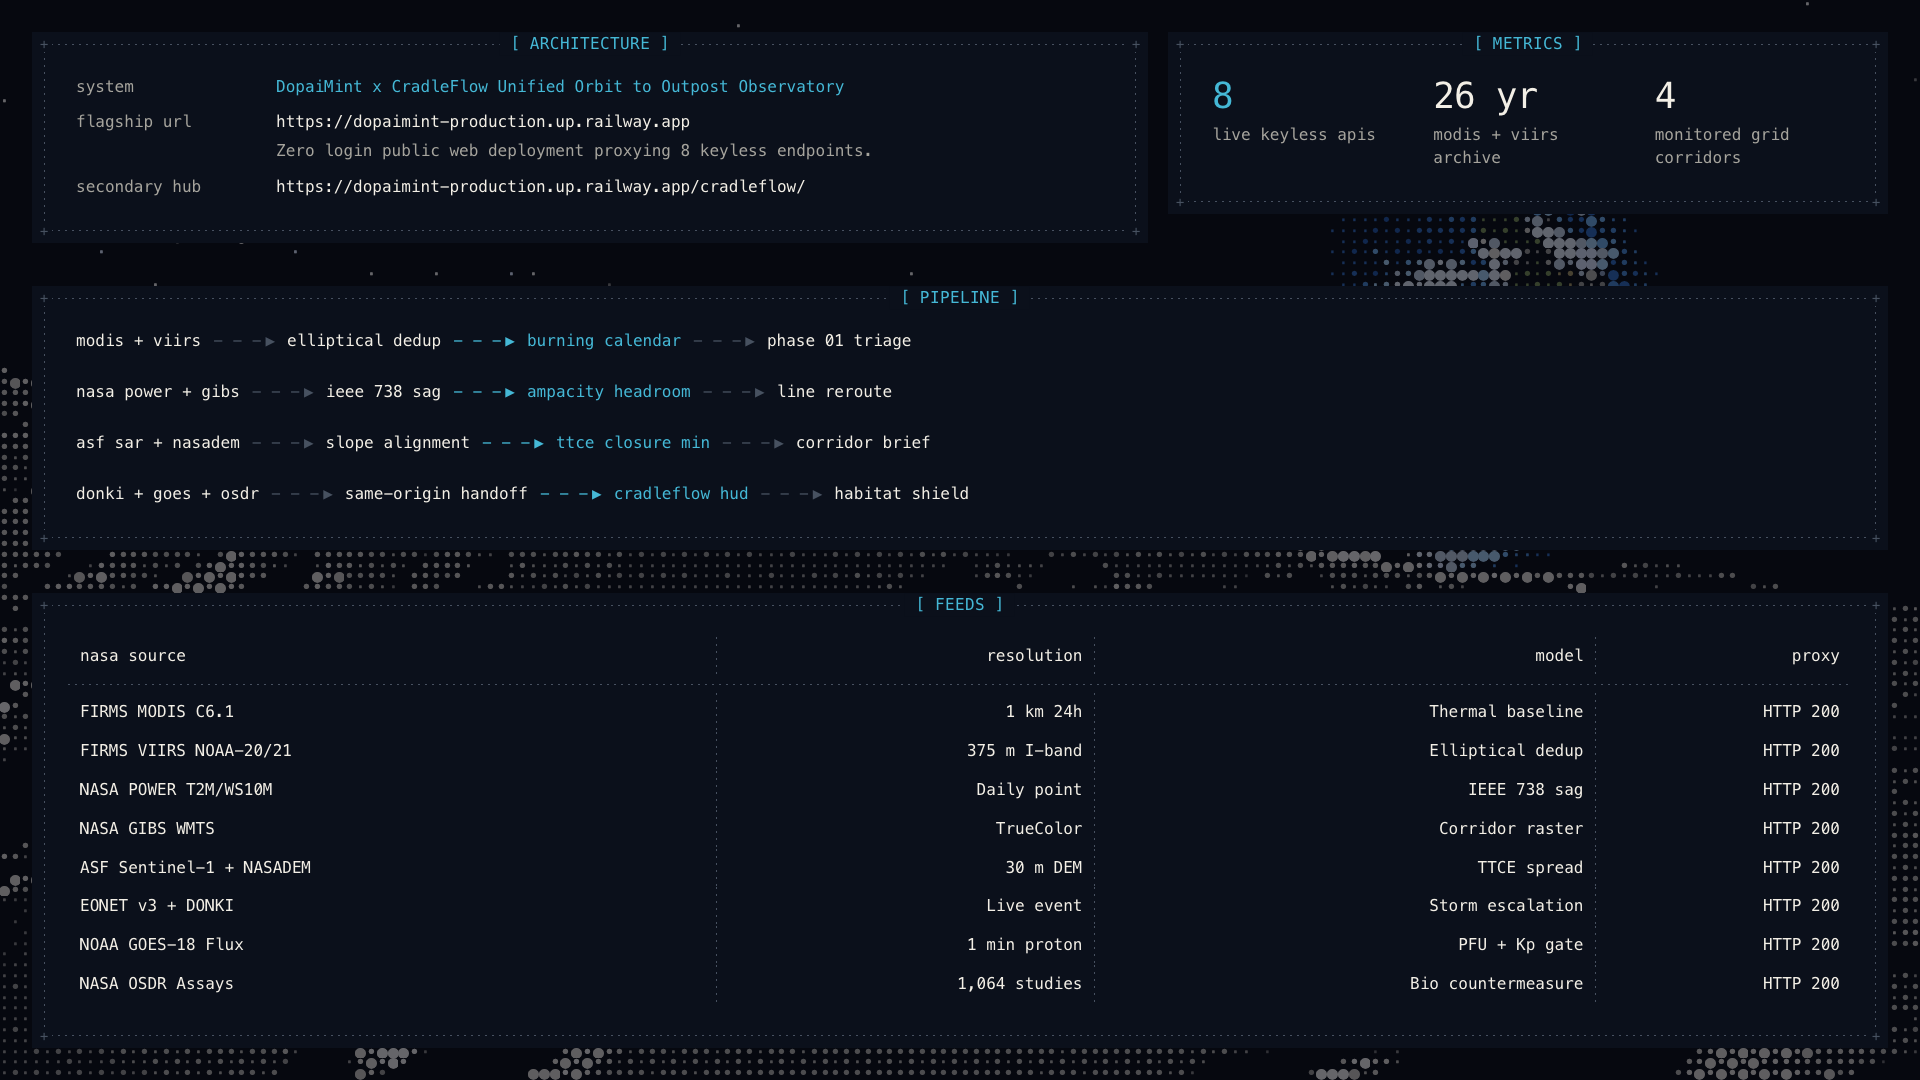 [ ARCHITECTURE ]
system DopaiMint x CradleFlow Unified Orbit to Outpost Observatory
flagship url https://dopaimint-production.up.railway.app
Zero login public web deployment proxying 8 keyless endpoints.
secondary hub https://dopaimint-production.up.railway.app/cradleflow/
[ METRICS ]
8
live keyless apis
26 yr
modis + viirs
archive
4
monitored grid
corridors
[ PIPELINE ]
modis + viirs – – –▶ elliptical dedup – – –▶ burning calendar – – –▶ phase 01 triage
nasa power + gibs – – –▶ ieee 738 sag – – –▶ ampacity headroom – – –▶ line reroute
asf sar + nasadem – – –▶ slope alignment – – –▶ ttce closure min – – –▶ corridor brief
donki + goes + osdr – – –▶ same-origin handoff – – –▶ cradleflow hud – – –▶ habitat shield
[ FEEDS ]
nasa source resolution model proxy
FIRMS MODIS C6.1 1 km 24h Thermal baseline HTTP 200
FIRMS VIIRS NOAA-20/21 375 m I-band Elliptical dedup HTTP 200
NASA POWER T2M/WS10M Daily point IEEE 738 sag HTTP 200
NASA GIBS WMTS TrueColor Corridor raster HTTP 200
ASF Sentinel-1 + NASADEM 30 m DEM TTCE spread HTTP 200
EONET v3 + DONKI Live event Storm escalation HTTP 200
NOAA GOES-18 Flux 1 min proton PFU + Kp gate HTTP 200
NASA OSDR Assays 1,064 studies Bio countermeasure HTTP 200